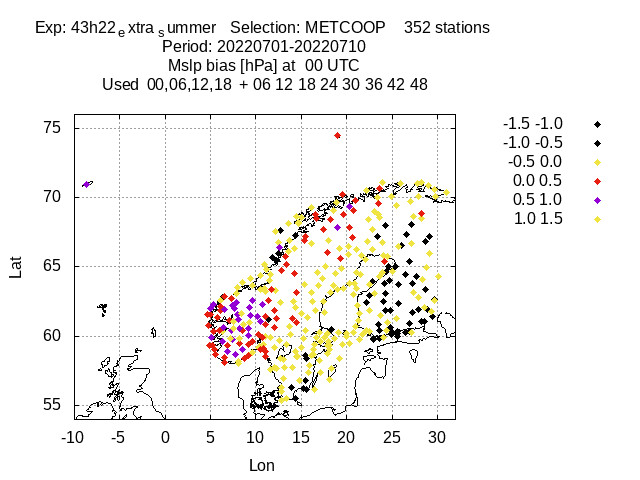 Exp: 43h22extrasummer   Selection: METCOOP    352 stations
Period: 20220701-20220710
Mslp bias [hPa] at  00 UTC
Used  00,06,12,18  + 06 12 18 24 30 36 42 48
-1.5 -1.0
-1.0 -0.5
-0.5 0.0
0.0 0.5
0.5 1.0
1.0 1.5
75
70
65
60
55
Lat
-10 -5 0 5 10 15 20 25 30
Lon